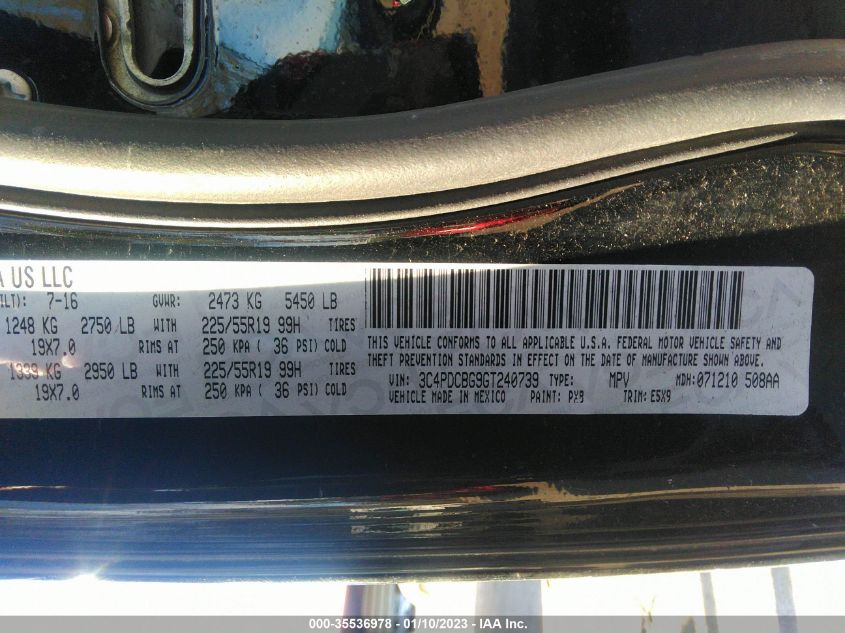 A US LLC
ILT): 7-16 GVWR: 2473 KG 5450 LB
1248 KG 2750 LB WITH 225/55R19 99H TIRES
19X7.0 RIMS AT 250 KPA ( 36 PSI) COLD
1339 KG 2950 LB WITH 225/55R19 99H TIRES
19X7.0 RIMS AT 250 KPA ( 36 PSI) COLD
THIS VEHICLE CONFORMS TO ALL APPLICABLE U.S.A. FEDERAL MOTOR VEHICLE SAFETY AND
THEFT PREVENTION STANDARDS IN EFFECT ON THE DATE OF MANUFACTURE SHOWN ABOVE.
VIN: 3C4PDCBG9GT240739 TYPE: MPV MDH: 071210 508AA
VEHICLE MADE IN MEXICO PAINT: PX8 TRIM: E5X9
000-35536978 - 01/10/2023 - IAA Inc.